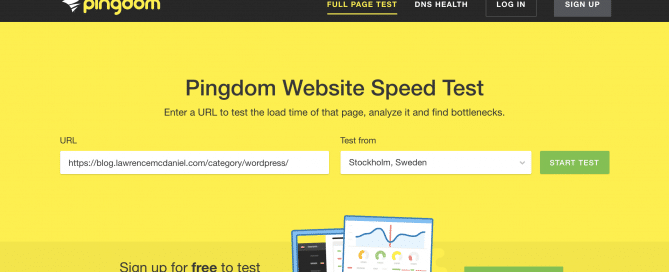 pingdom
FULL PAGE TEST
DNS HEALTH
LOG IN
SIGN UP
Pingdom Website Speed Test
Enter a URL to test the load time of that page, analyze it and find bottlenecks.
URL
Test from
https://blog.lawrencemcdaniel.com/category/wordpress/
Stockholm, Sweden
START TEST
Sign up for free to test